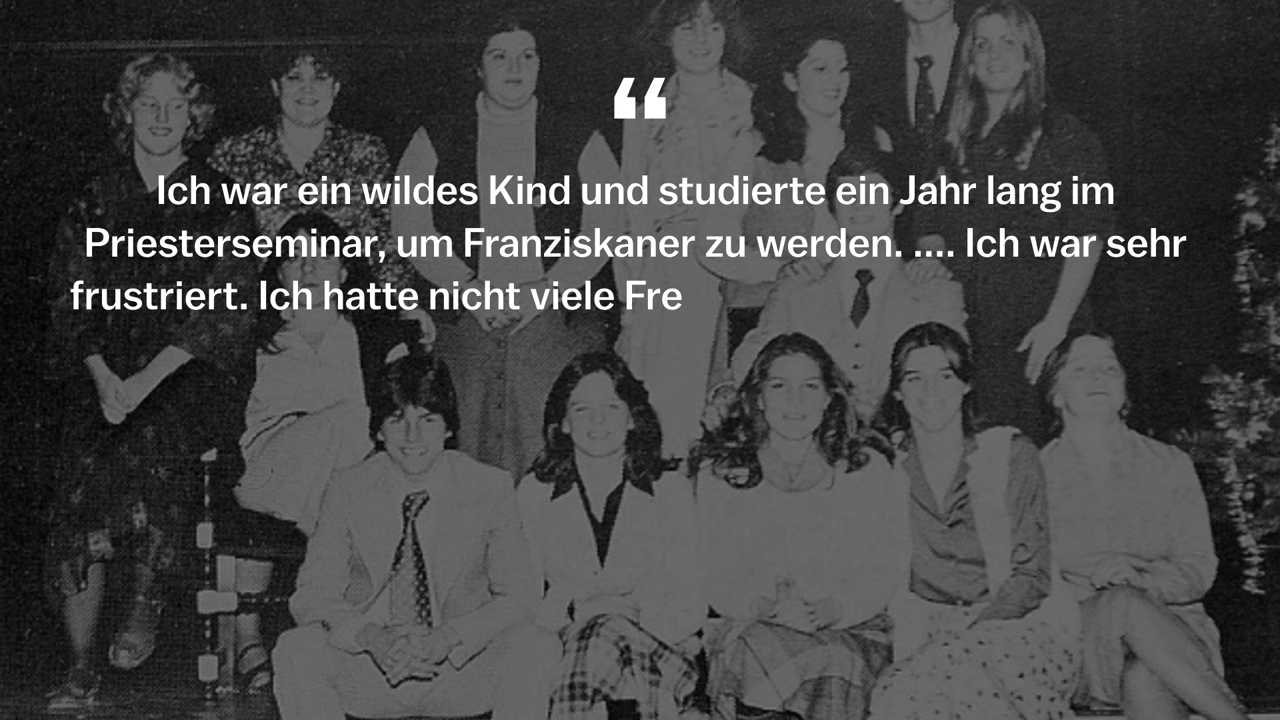 “
Ich war ein wildes Kind und studierte ein Jahr lang im
Priesterseminar, um Franziskaner zu werden. .... Ich war sehr
frustriert. Ich hatte nicht viele Fre